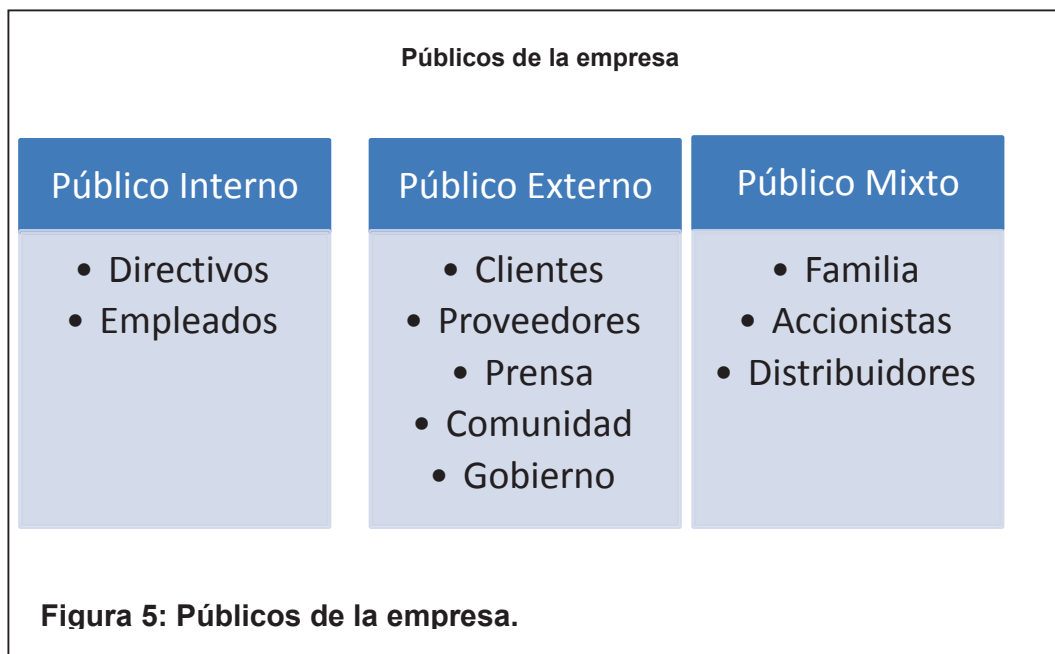 Públicos de la empresa
Público Interno
• Directivos
• Empleados
Público Externo
• Clientes
• Proveedores
• Prensa
• Comunidad
• Gobierno
Público Mixto
• Familia
• Accionistas
• Distribuidores
Figura 5: Públicos de la empresa.